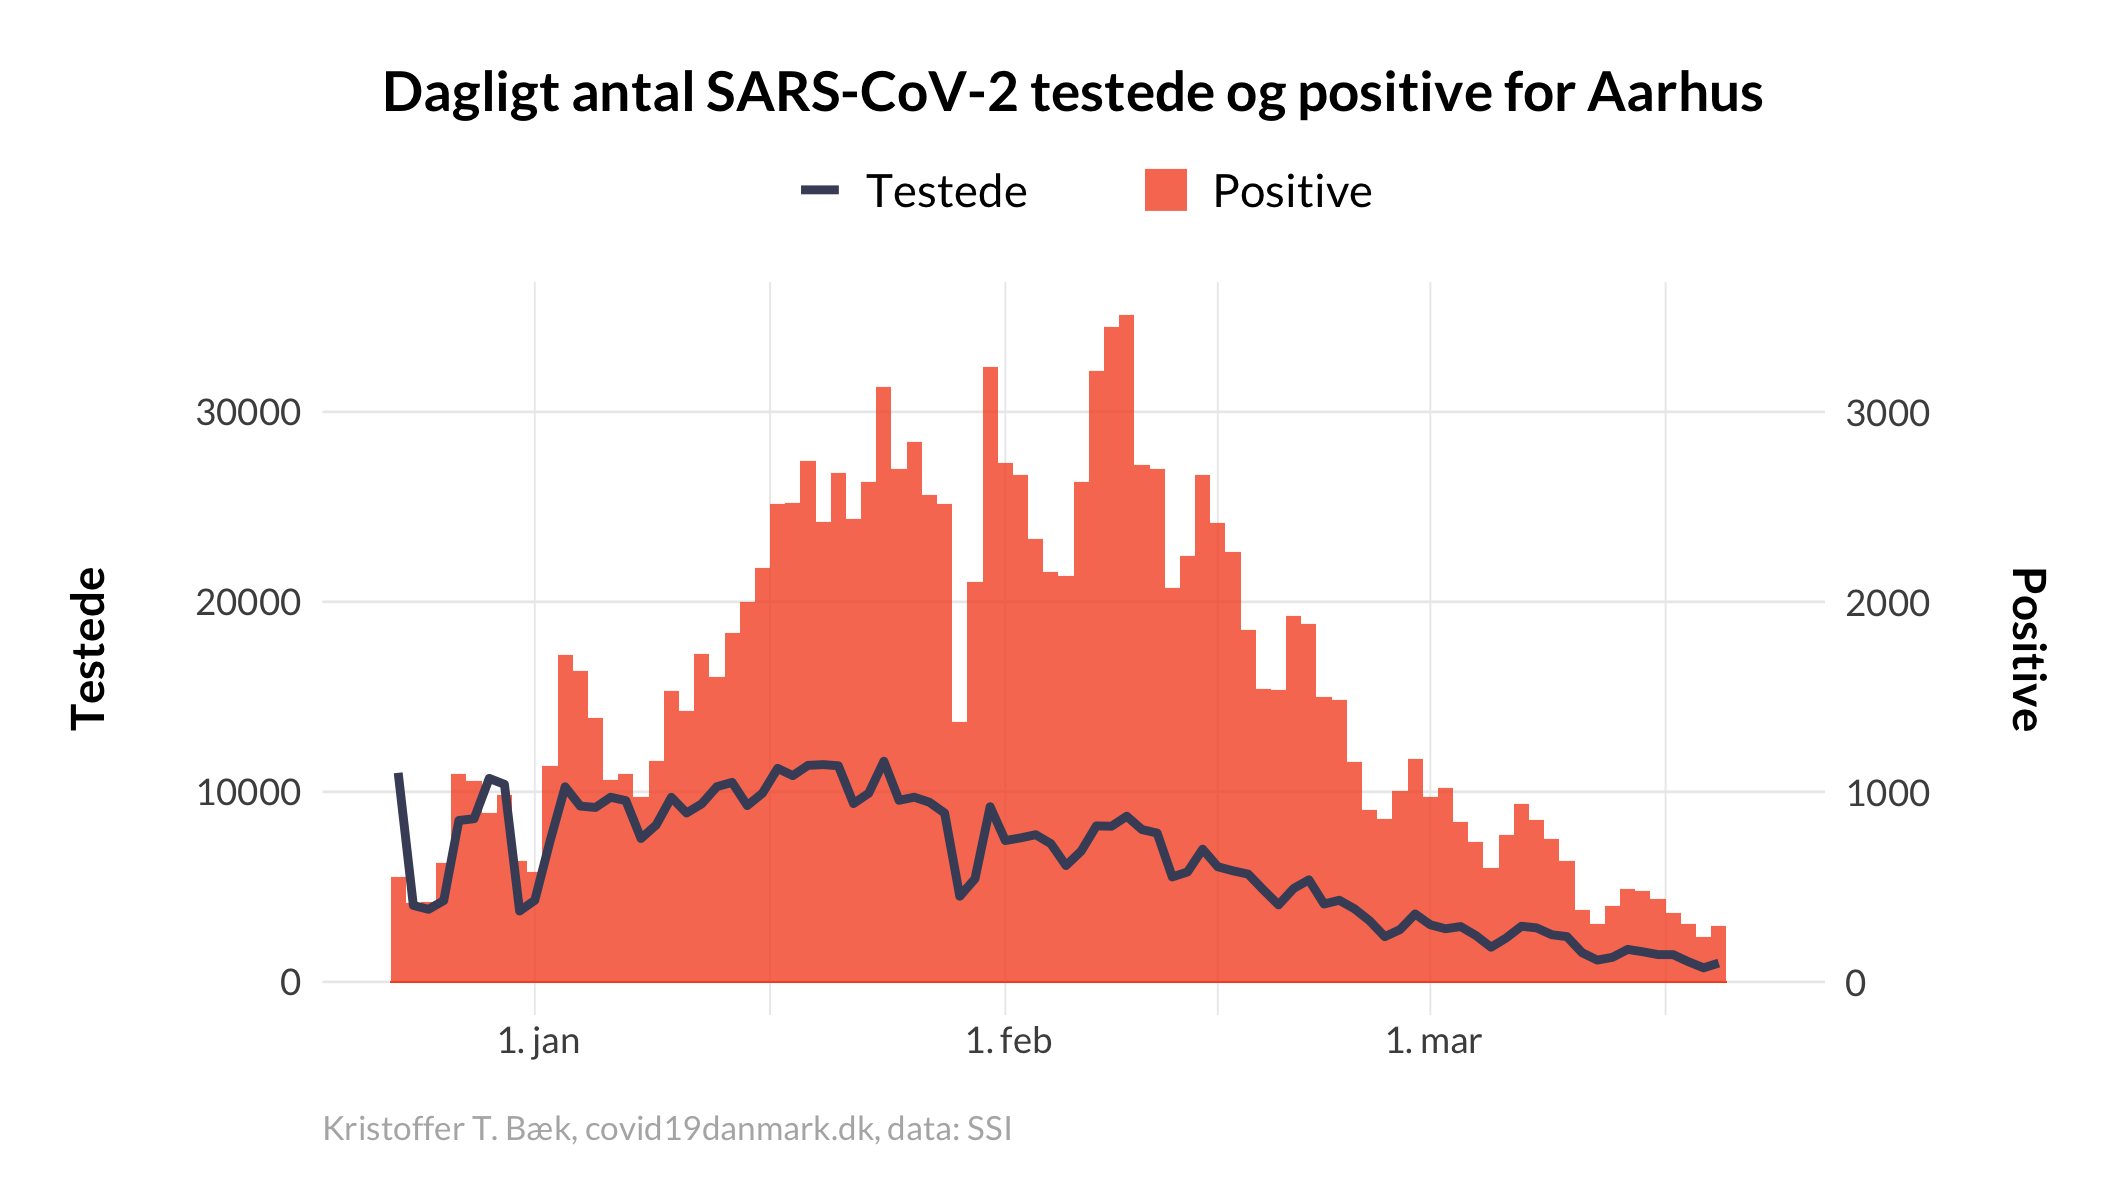 Dagligt antal SARS-CoV-2 testede og positive for Aarhus
Testede Positive
30000 3000
20000 2000
10000 1000
0 0
Testede
Positive
1. jan 1. feb 1. mar
Kristoffer T. Bæk, covid19danmark.dk, data: SSI